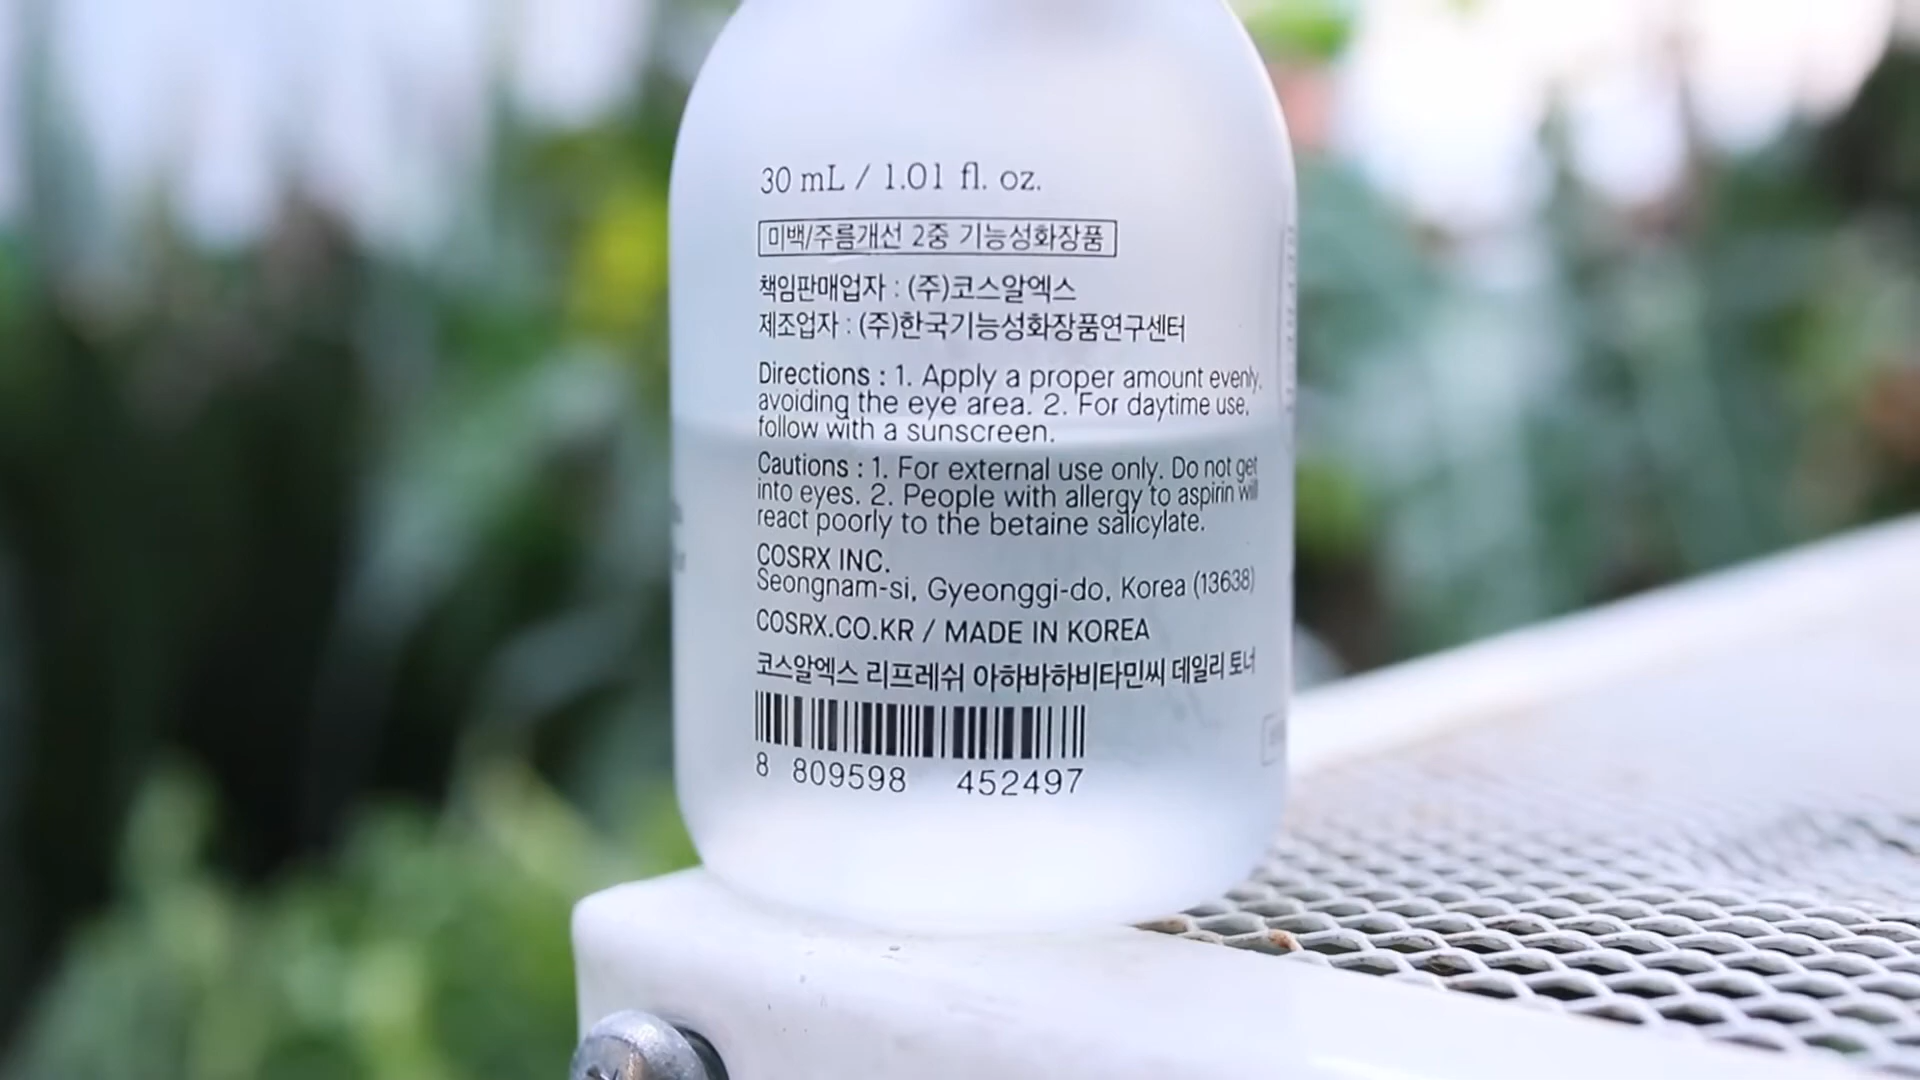 30 mL / 1.01 fl. oz.
미백/주름개선 2중 기능성화장품
책임판매업자 : (주)코스알엑스
제조업자 : (주)한국기능성화장품연구센터
Directions : 1. Apply a proper amount evenly,
avoiding the eye area. 2. For daytime use,
follow with a sunscreen.
Cautions : 1. For external use only. Do not get
into eyes. 2. People with allergy to aspirin will
react poorly to the betaine salicylate.
COSRX INC.
Seongnam-si, Gyeonggi-do, Korea (13638)
COSRX.CO.KR / MADE IN KOREA
코스알엑스 리프레쉬 아하바하비타민씨 데일리 토너
8 809598 452497